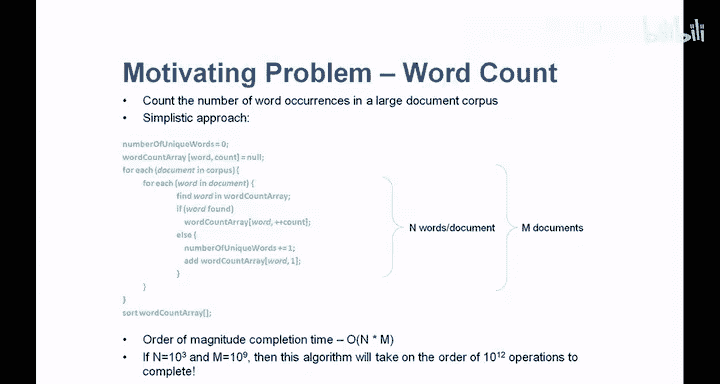 bilibili
Motivating Problem – Word Count
• Count the number of word occurrences in a large document corpus
• Simplistic approach:
numberOfUniqueWords = 0;
wordCountArray [word, count] = null;
for each (document in corpus) {
for each (word in document) {
find word in wordCountArray;
if (word found)
wordCountArray[word, ++count];
else {
numberOfUniqueWords += 1;
add wordCountArray[word, 1];
}
}
}
sort wordCountArray[];
N words/document
M documents
• Order of magnitude completion time -- O(N * M)
• If N=10³ and M=10⁹, then this algorithm will take on the order of 10¹² operations to
complete!